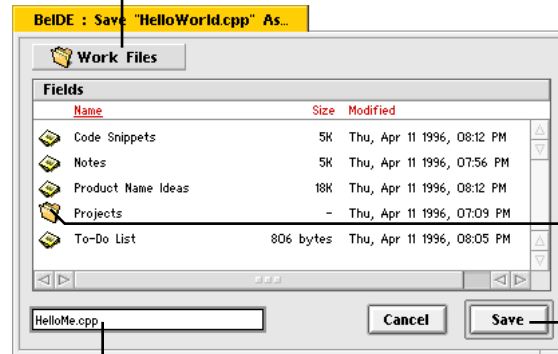 BeIDE : Save "HelloWorld.cpp" As...
Work Files
Fields
Name Size Modified
Code Snippets 5K Thu, Apr 11 1996, 08:12 PM
Notes 5K Thu, Apr 11 1996, 07:56 PM
Product Name Ideas 18K Thu, Apr 11 1996, 08:12 PM
Projects - Thu, Apr 11 1996, 07:09 PM
To-Do List 806 bytes Thu, Apr 11 1996, 08:05 PM
HelloMe.cpp Cancel Save